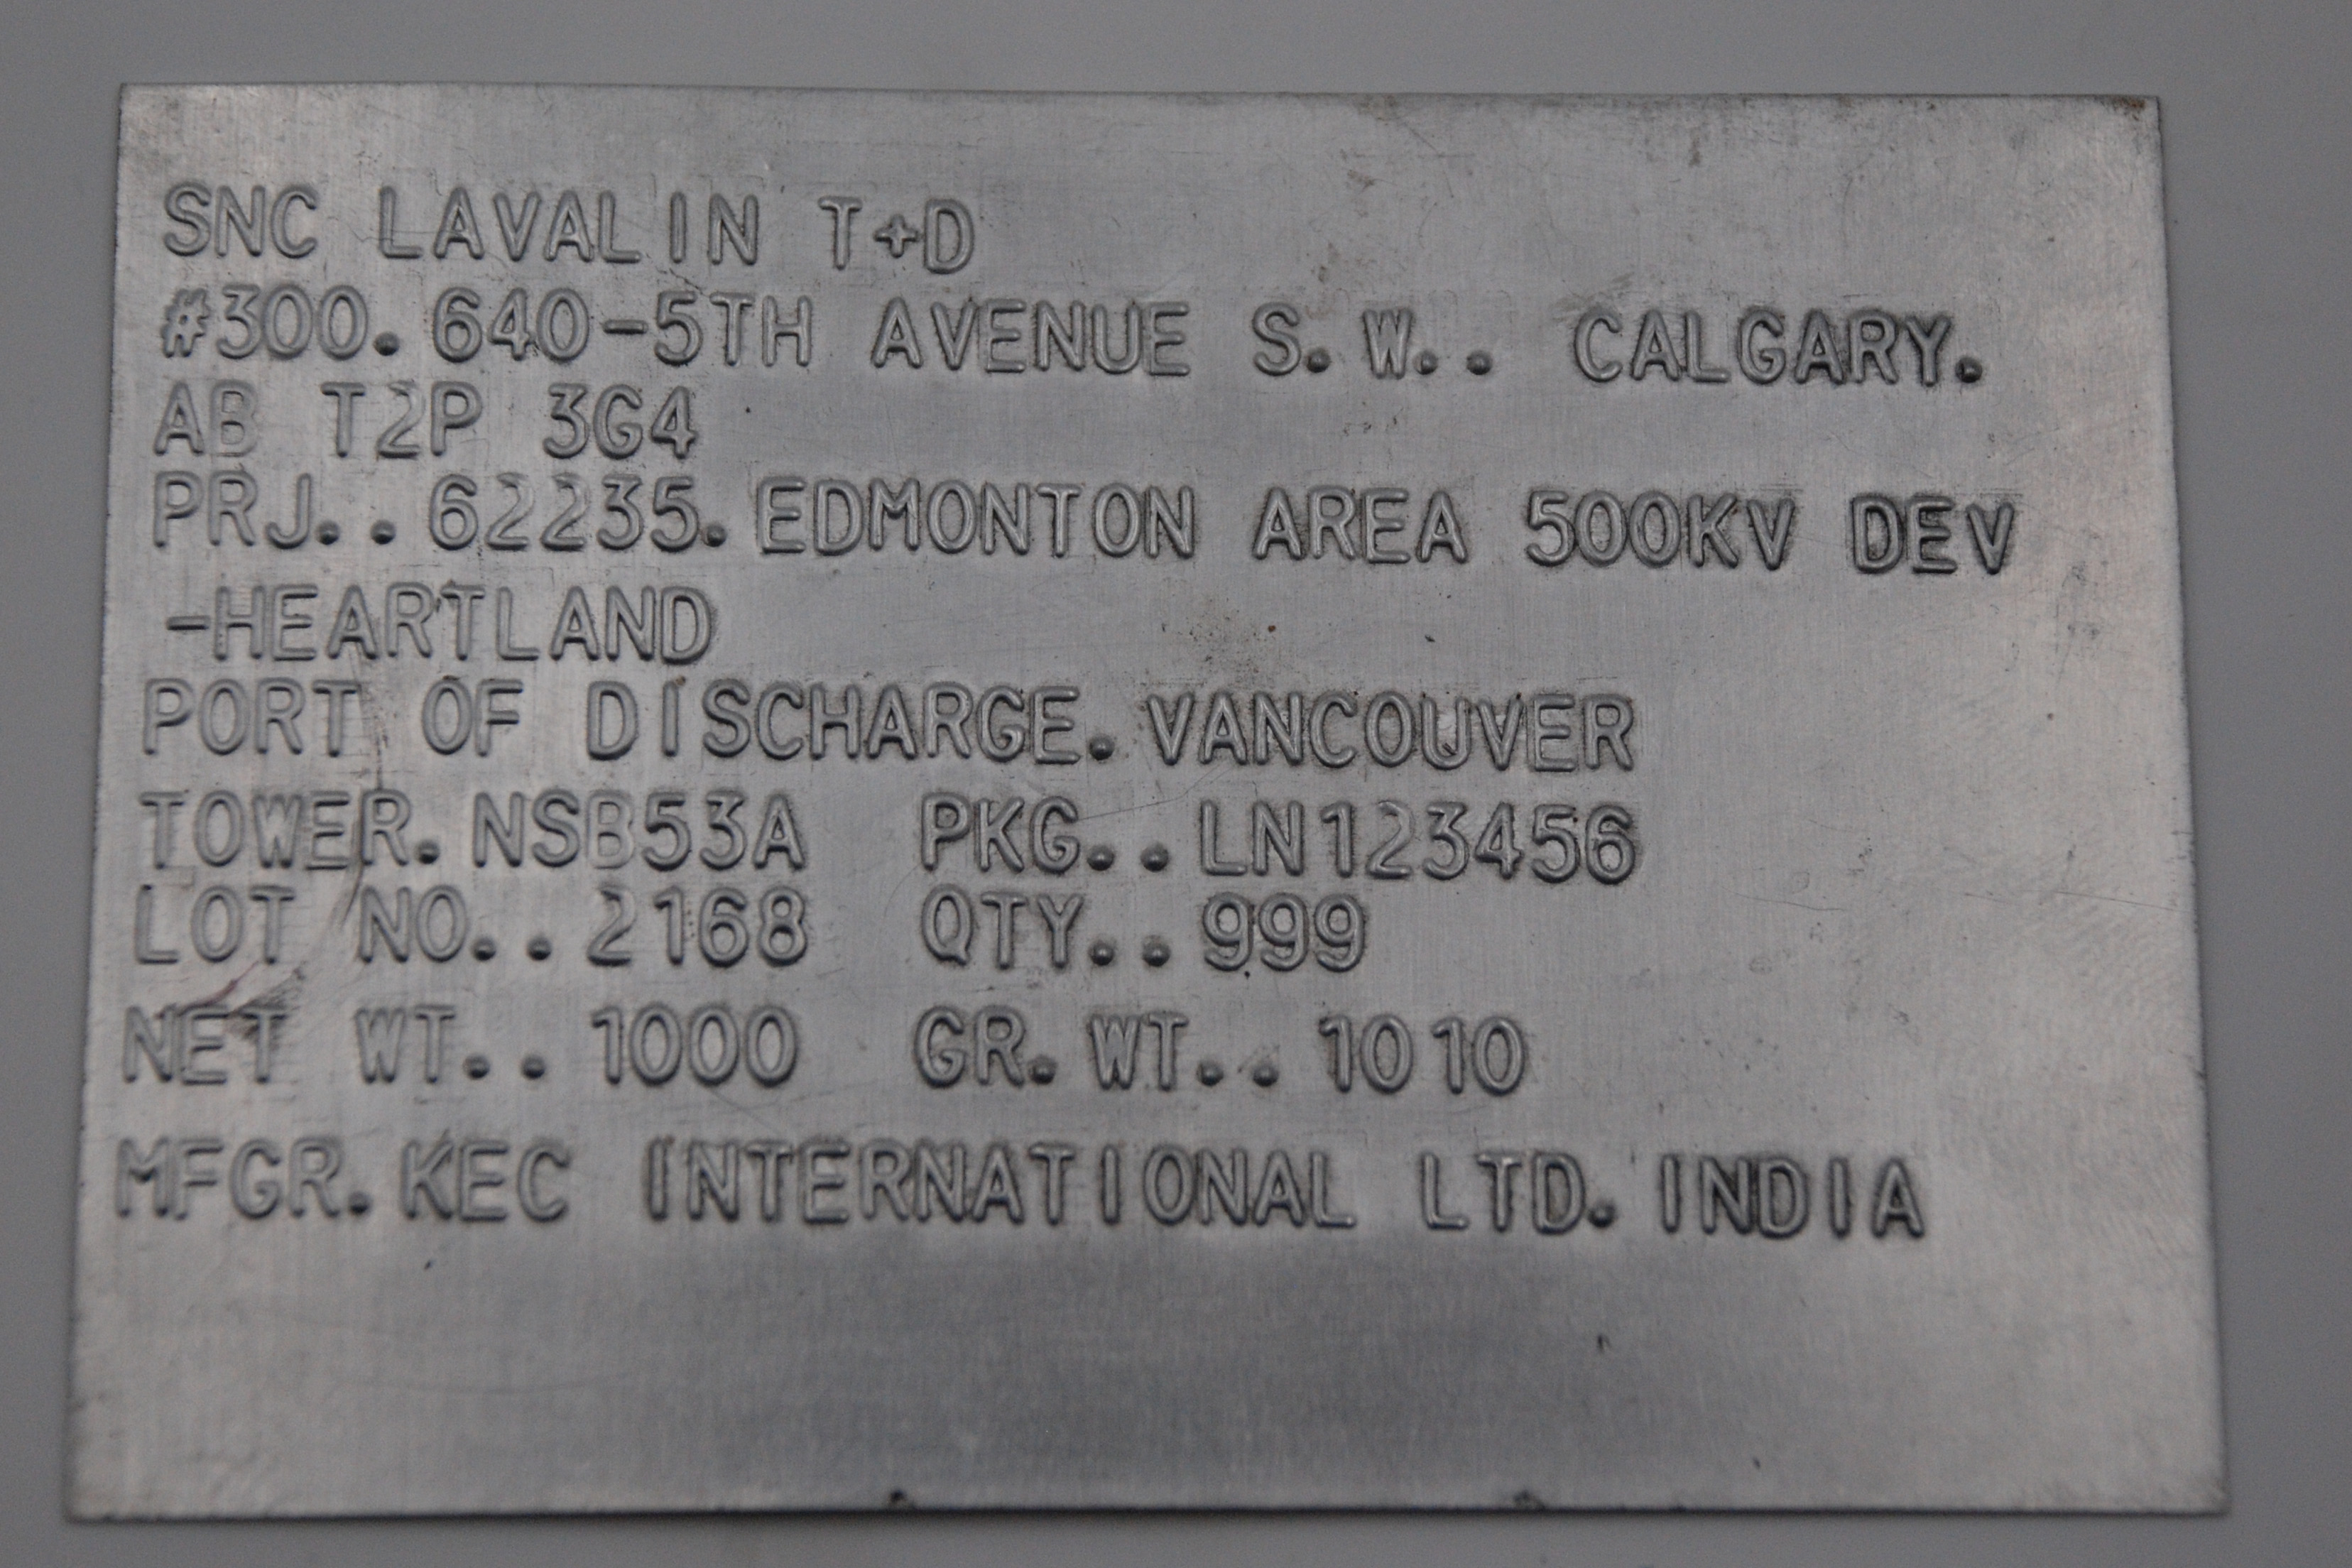 SNC LAVALIN T+D
#300.640-5TH AVENUE S.W.. CALGARY.
AB T2P 3G4
PRJ..62235.EDMONTON AREA 500KV DEV
-HEARTLAND
PORT OF DISCHARGE.VANCOUVER
TOWER.NSB53A PKG..LN123456
LOT NO..2168 QTY..999
NET WT..1000 GR.WT..1010
MFGR.KEC INTERNATIONAL LTD.INDIA